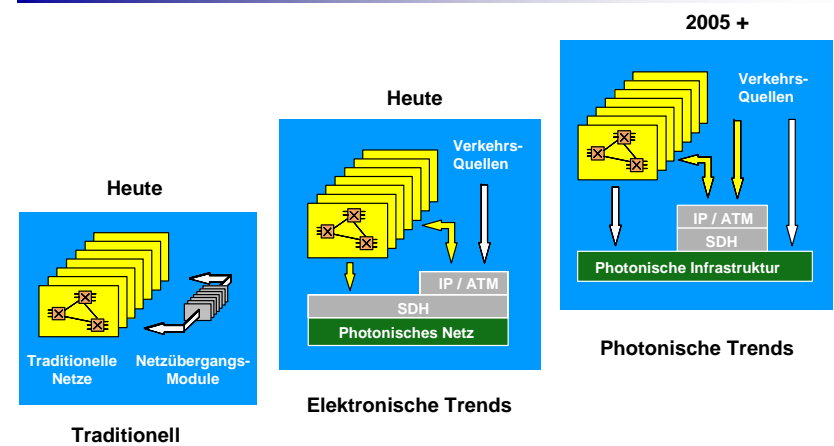 Heute
Traditionelle
Netze
Netzübergangs-
Module
Traditionell
Heute
Verkehrs-
Quellen
IP / ATM
SDH
Photonisches Netz
Elektronische Trends
2005 +
Verkehrs-
Quellen
IP / ATM
SDH
Photonische Infrastruktur
Photonische Trends